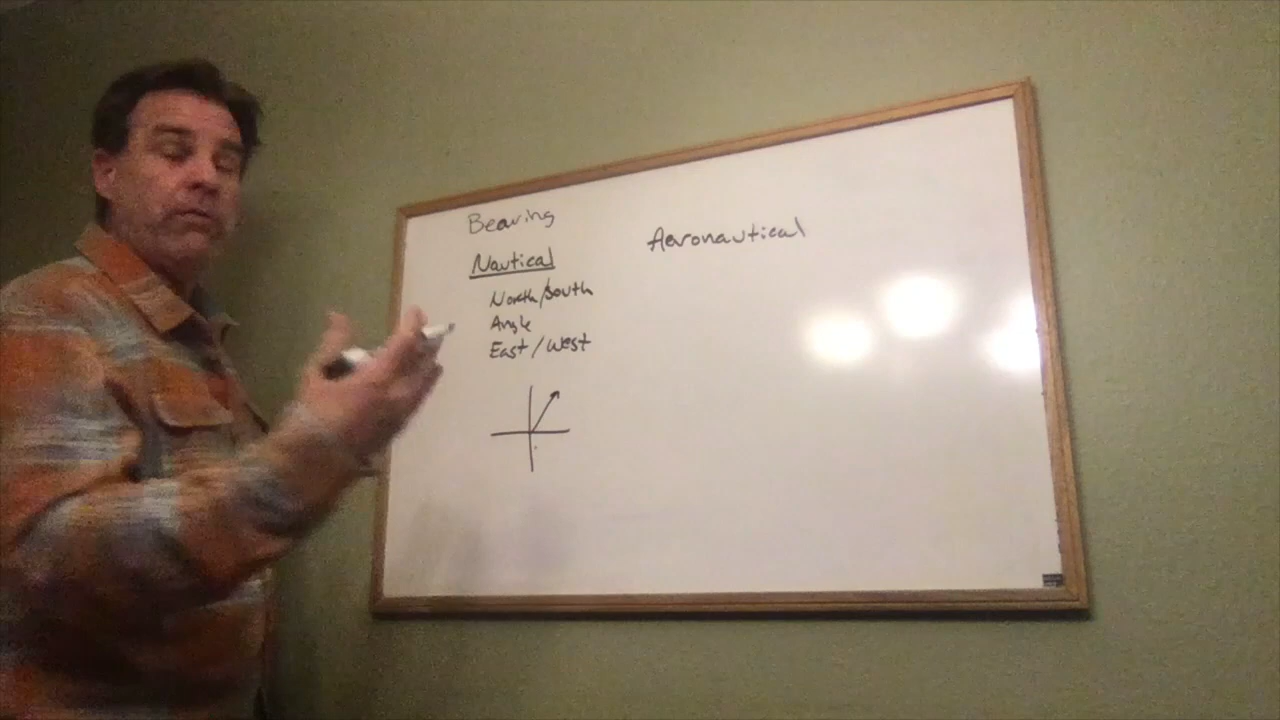 Bearing
Nautical
North/South
Angle
East/West
Aeronautical